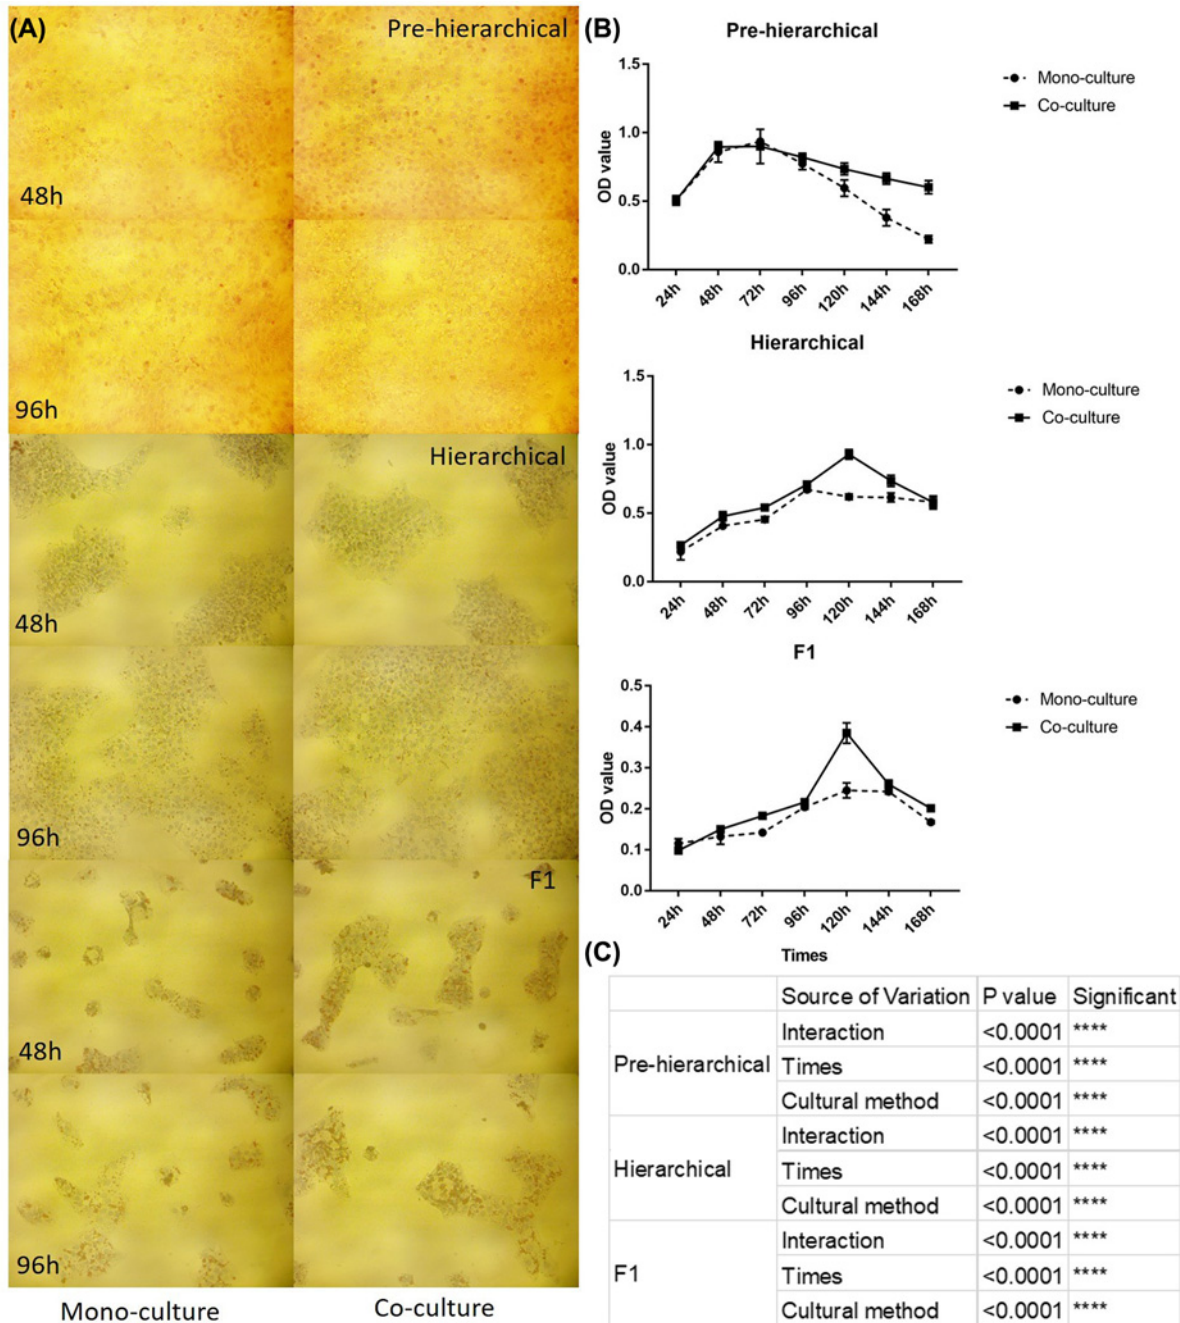 (A)
Pre-hierarchical
48h
96h
Hierarchical
48h
96h
F1
48h
96h
Mono-culture
Co-culture
(B)
Pre-hierarchical
1.5
1.0
0.5
0.0
OD value
24h
48h
72h
96h
120h
144h
168h
Mono-culture
Co-culture
Hierarchical
1.5
1.0
0.5
0.0
OD value
24h
48h
72h
96h
120h
144h
168h
Mono-culture
Co-culture
F1
0.5
0.4
0.3
0.2
0.1
0.0
OD value
24h
48h
72h
96h
120h
144h
168h
Times
Mono-culture
Co-culture
(C)
Source of Variation P value Significant
Pre-hierarchical
Interaction <0.0001 ****
Times <0.0001 ****
Cultural method <0.0001 ****
Hierarchical
Interaction <0.0001 ****
Times <0.0001 ****
Cultural method <0.0001 ****
F1
Interaction <0.0001 ****
Times <0.0001 ****
Cultural method <0.0001 ****